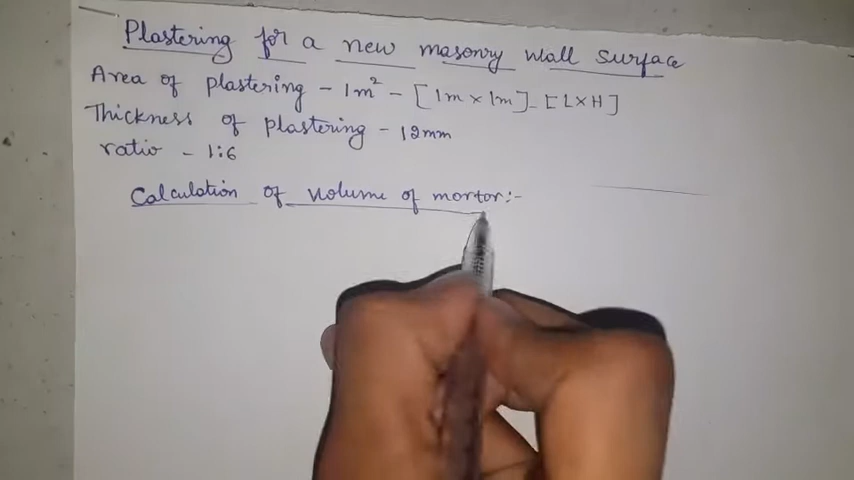 Plastering for a new masonry wall surface
Area of plastering - 1m² - [1m × 1m] - [L×H]
Thickness of plastering - 12mm
ratio - 1:6
Calculation of volume of mortor:-